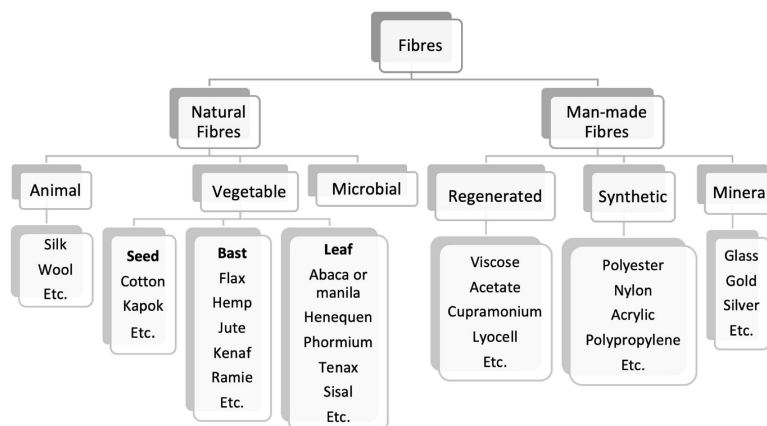 Fibres
Natural
Fibres
Man-made
Fibres
Animal
Vegetable
Microbial
Regenerated
Synthetic
Minera
Silk
Wool
Etc.
Seed
Cotton
Kapok
Etc.
Bast
Flax
Hemp
Jute
Kenaf
Ramie
Etc.
Leaf
Abaca or
manila
Henequen
Phormium
Tenax
Sisal
Etc.
Viscose
Acetate
Cupramonium
Lyocell
Etc.
Polyester
Nylon
Acrylic
Polypropylene
Etc.
Glass
Gold
Silver
Etc.